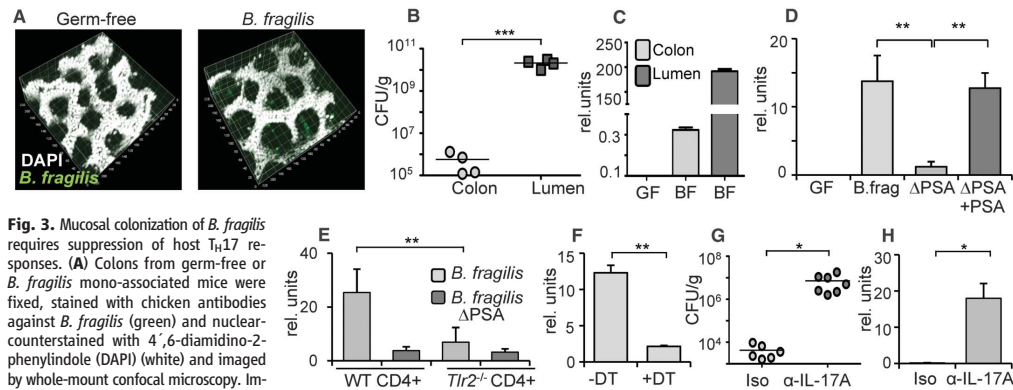 A
Germ-free
B. fragilis
DAPI
B. fragilis
B
***
CFU/g
10¹¹
10⁹
10⁷
10⁵
Colon
Lumen
C
Colon
Lumen
rel. units
250
200
150
0.3
0.1
GF
BF
BF
D
**
**
rel. units
20
10
0
GF
B.frag
ΔPSA
ΔPSA
+PSA
Fig. 3. Mucosal colonization of B. fragilis
requires suppression of host TH17 re-
sponses. (A) Colons from germ-free or
B. fragilis mono-associated mice were
fixed, stained with chicken antibodies
against B. fragilis (green) and nuclear-
counterstained with 4´,6-diamidino-2-
phenylindole (DAPI) (white) and imaged
by whole-mount confocal microscopy. Im-
E
**
rel. units
40
20
0
B. fragilis
B. fragilis
ΔPSA
WT CD4+
Tlr2-/- CD4+
F
**
rel. units
15
10
5
0
-DT
+DT
G
*
CFU/g
10⁸
10⁶
10⁴
Iso
α-IL-17A
H
*
rel. units
30
20
10
0
Iso
α-IL-17A